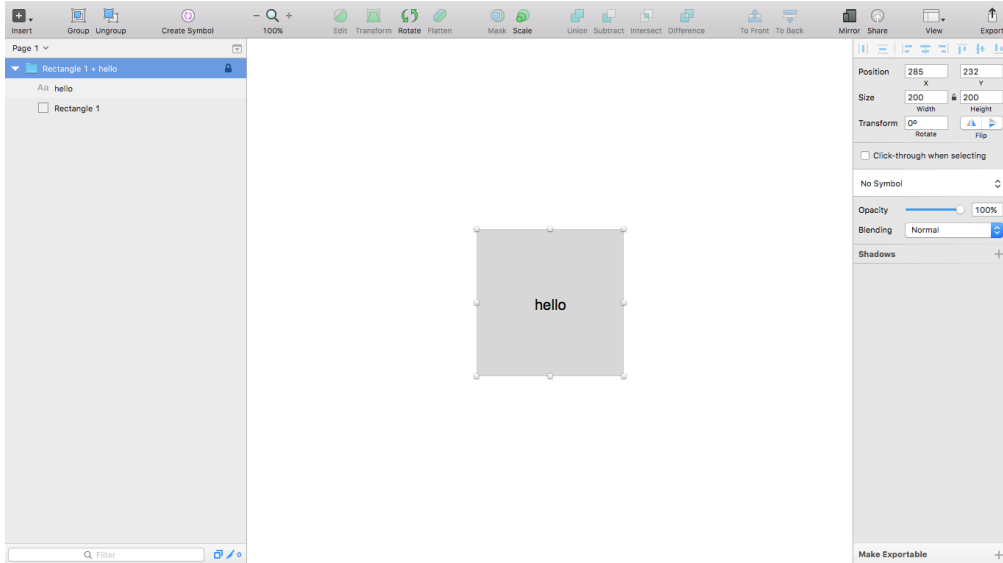 Insert Group Ungroup Create Symbol 100% Edit Transform Rotate Flatten Mask Scale Union Subtract Intersect Difference To Front To Back Mirror Share View Export
Page 1
Rectangle 1 + hello
Aa hello
Rectangle 1
Filter
0
hello
Position 285 232
X Y
Size 200 200
Width Height
Transform 0º
Rotate Flip
Click-through when selecting
No Symbol
Opacity 100%
Blending Normal
Shadows
Make Exportable